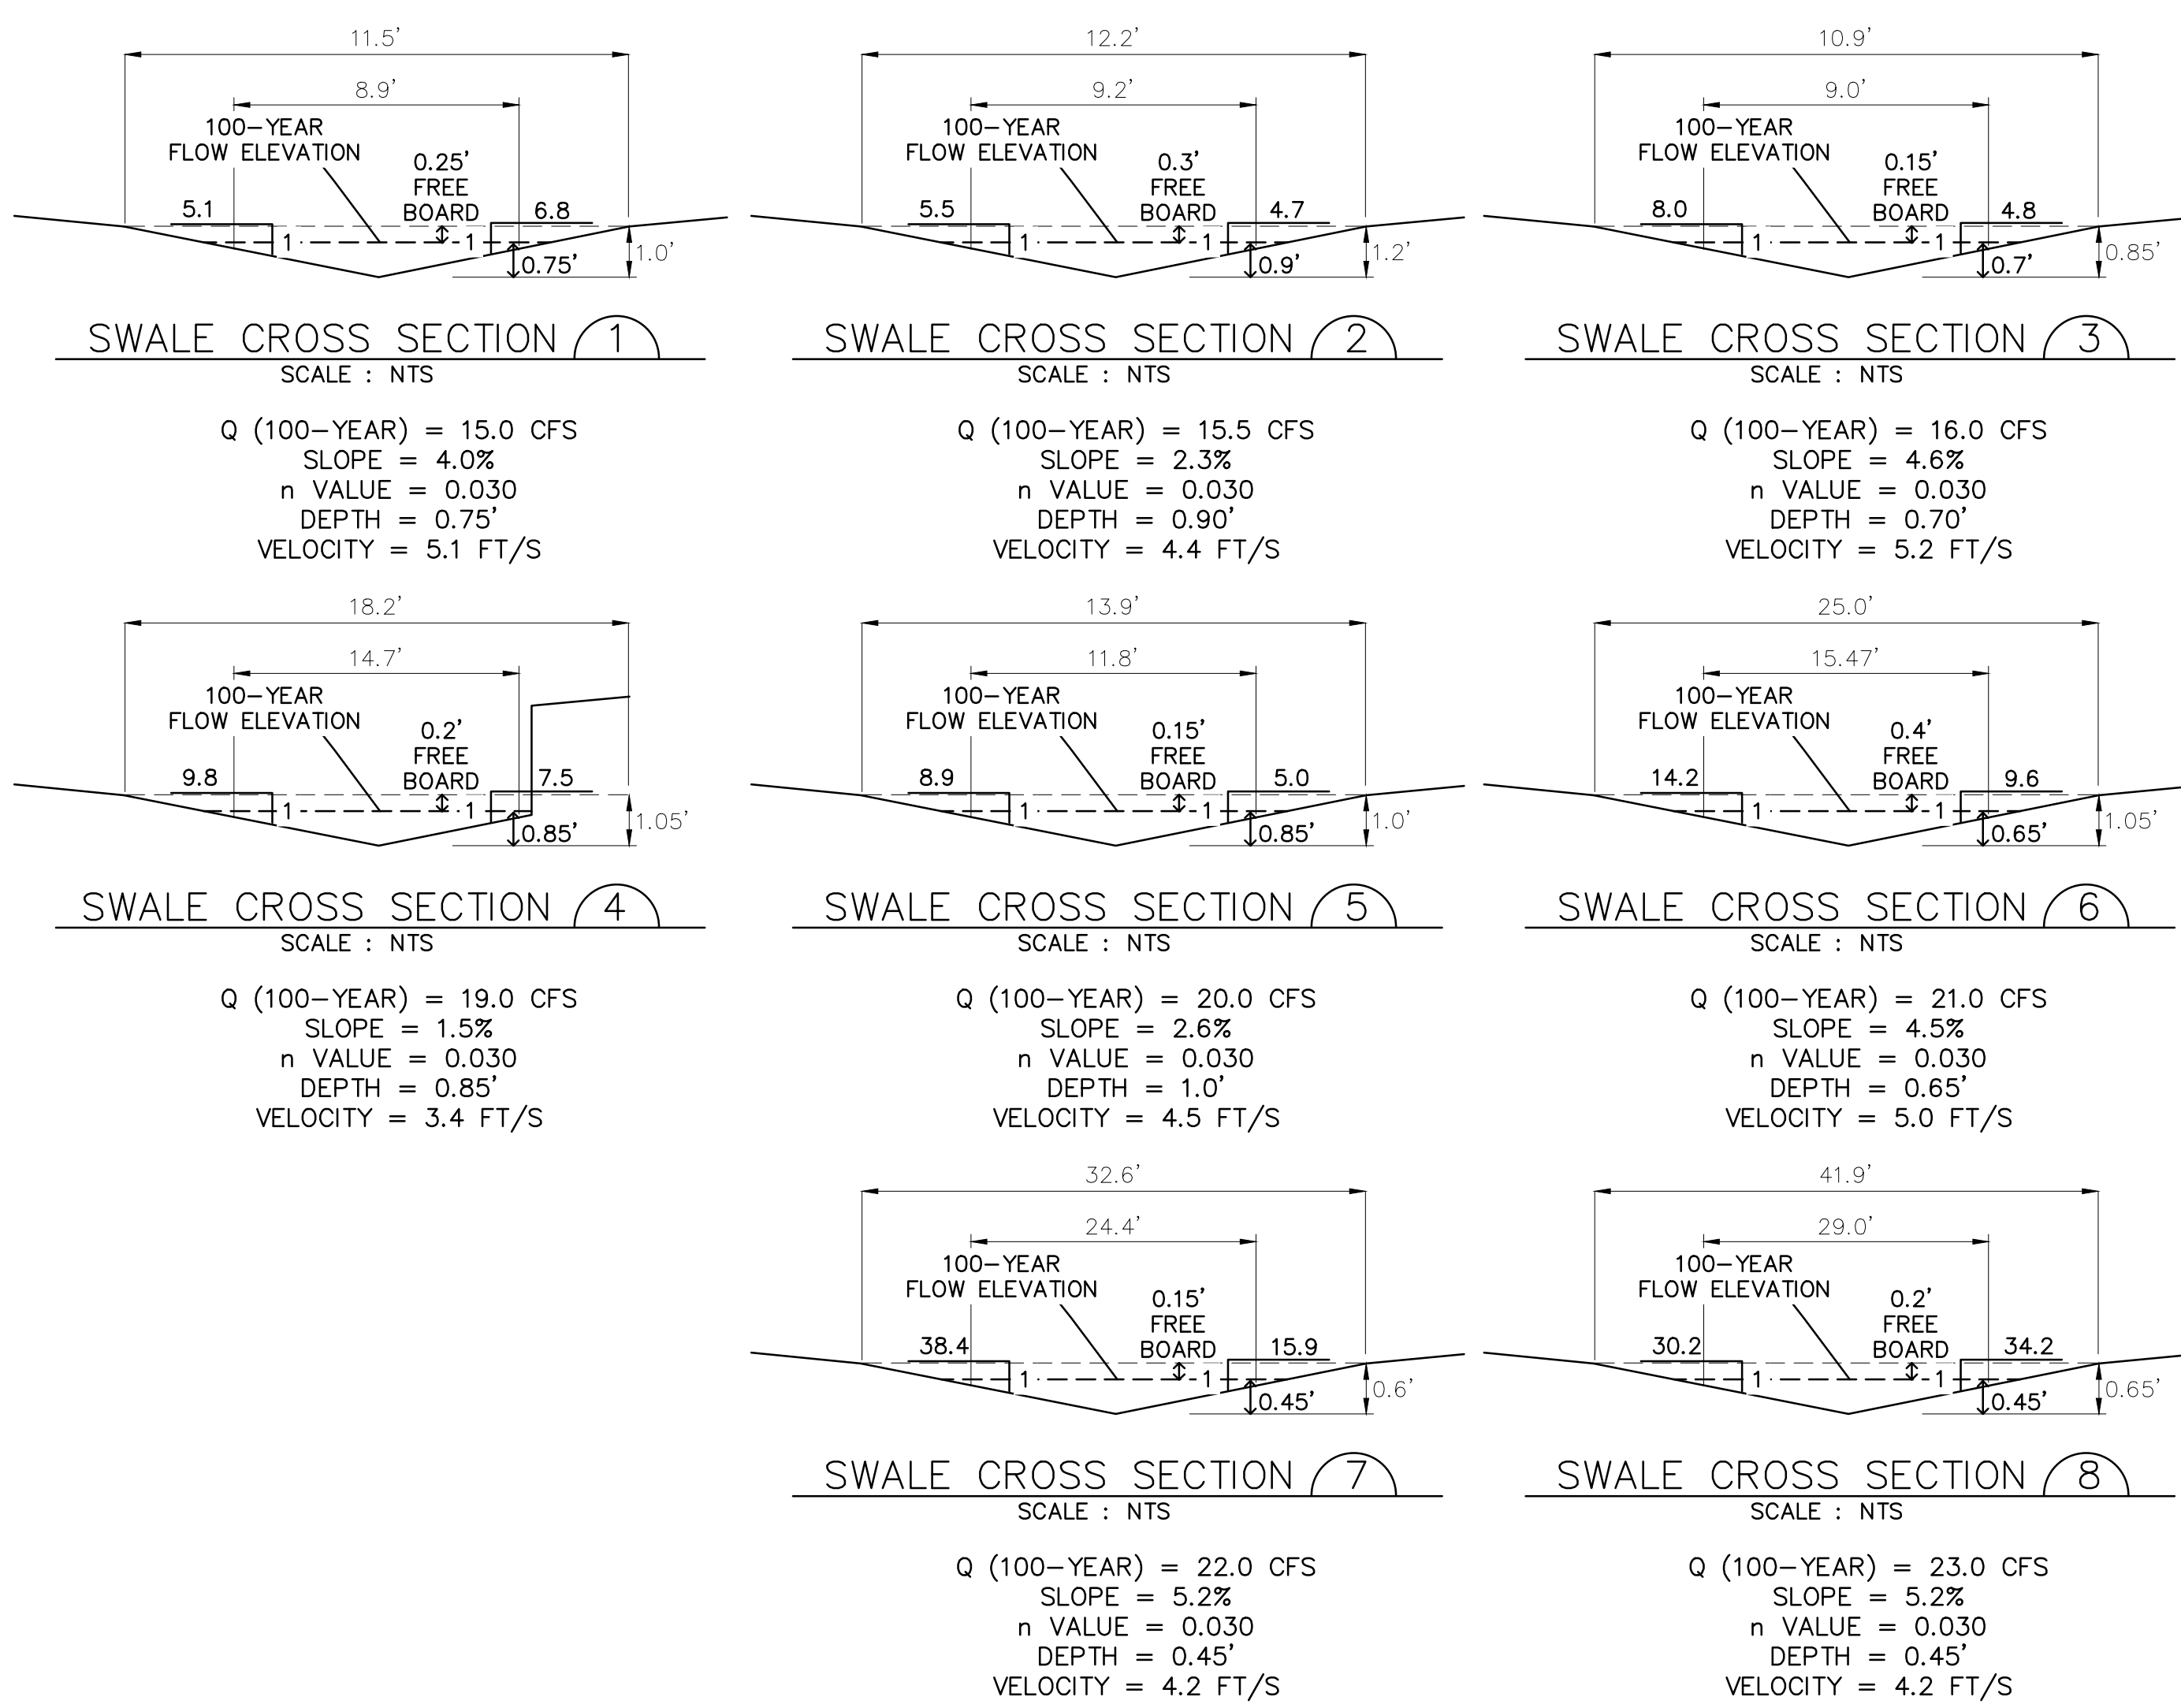 11.5'
8.9'
100-YEAR
FLOW ELEVATION
0.25'
FREE
BOARD
5.1
6.8
1
1
0.75'
1.0'
SWALE CROSS SECTION 1
SCALE : NTS
Q (100-YEAR) = 15.0 CFS
SLOPE = 4.0%
n VALUE = 0.030
DEPTH = 0.75'
VELOCITY = 5.1 FT/S
12.2'
9.2'
100-YEAR
FLOW ELEVATION
0.3'
FREE
BOARD
5.5
4.7
1
1
0.9'
1.2'
SWALE CROSS SECTION 2
SCALE : NTS
Q (100-YEAR) = 15.5 CFS
SLOPE = 2.3%
n VALUE = 0.030
DEPTH = 0.90'
VELOCITY = 4.4 FT/S
10.9'
9.0'
100-YEAR
FLOW ELEVATION
0.15'
FREE
BOARD
8.0
4.8
1
1
0.7'
0.85'
SWALE CROSS SECTION 3
SCALE : NTS
Q (100-YEAR) = 16.0 CFS
SLOPE = 4.6%
n VALUE = 0.030
DEPTH = 0.70'
VELOCITY = 5.2 FT/S
18.2'
14.7'
100-YEAR
FLOW ELEVATION
0.2'
FREE
BOARD
9.8
7.5
1
1
0.85'
1.05'
SWALE CROSS SECTION 4
SCALE : NTS
Q (100-YEAR) = 19.0 CFS
SLOPE = 1.5%
n VALUE = 0.030
DEPTH = 0.85'
VELOCITY = 3.4 FT/S
13.9'
11.8'
100-YEAR
FLOW ELEVATION
0.15'
FREE
BOARD
8.9
5.0
1
1
0.85'
1.0'
SWALE CROSS SECTION 5
SCALE : NTS
Q (100-YEAR) = 20.0 CFS
SLOPE = 2.6%
n VALUE = 0.030
DEPTH = 1.0'
VELOCITY = 4.5 FT/S
25.0'
15.47'
100-YEAR
FLOW ELEVATION
0.4'
FREE
BOARD
14.2
9.6
1
1
0.65'
1.05'
SWALE CROSS SECTION 6
SCALE : NTS
Q (100-YEAR) = 21.0 CFS
SLOPE = 4.5%
n VALUE = 0.030
DEPTH = 0.65'
VELOCITY = 5.0 FT/S
32.6'
24.4'
100-YEAR
FLOW ELEVATION
0.15'
FREE
BOARD
38.4
15.9
1
1
0.45'
0.6'
SWALE CROSS SECTION 7
SCALE : NTS
Q (100-YEAR) = 22.0 CFS
SLOPE = 5.2%
n VALUE = 0.030
DEPTH = 0.45'
VELOCITY = 4.2 FT/S
41.9'
29.0'
100-YEAR
FLOW ELEVATION
0.2'
FREE
BOARD
30.2
34.2
1
1
0.45'
0.65'
SWALE CROSS SECTION 8
SCALE : NTS
Q (100-YEAR) = 23.0 CFS
SLOPE = 5.2%
n VALUE = 0.030
DEPTH = 0.45'
VELOCITY = 4.2 FT/S